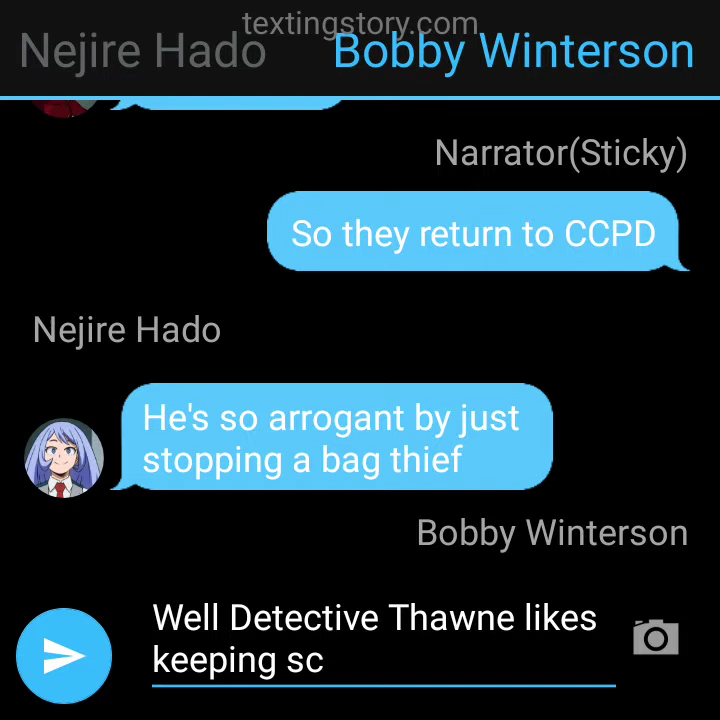 textingstory.com
Nejire Hado
Bobby Winterson
Narrator(Sticky)
So they return to CCPD
Nejire Hado
He's so arrogant by just
stopping a bag thief
Bobby Winterson
Well Detective Thawne likes
keeping sc